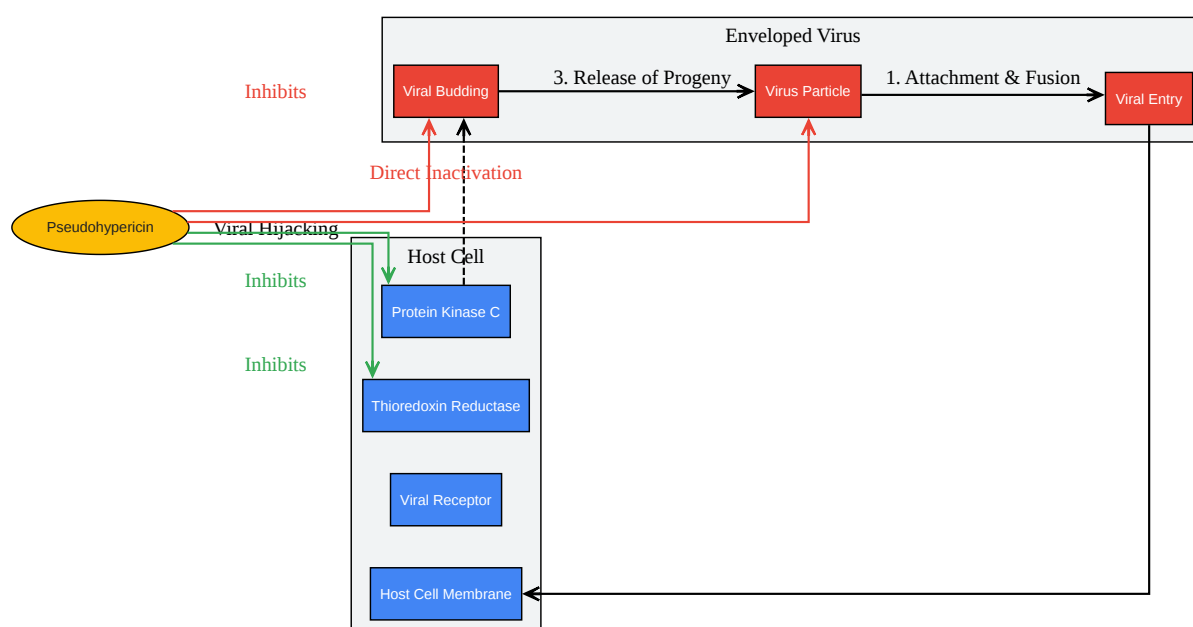 Enveloped Virus
Inhibits
Viral Budding
3. Release of Progeny
Virus Particle
1. Attachment & Fusion
Viral Entry
Direct Inactivation
Pseudohypericin
Viral Hijacking
Host Cell
Inhibits
Protein Kinase C
Inhibits
Thioredoxin Reductase
Viral Receptor
Host Cell Membrane